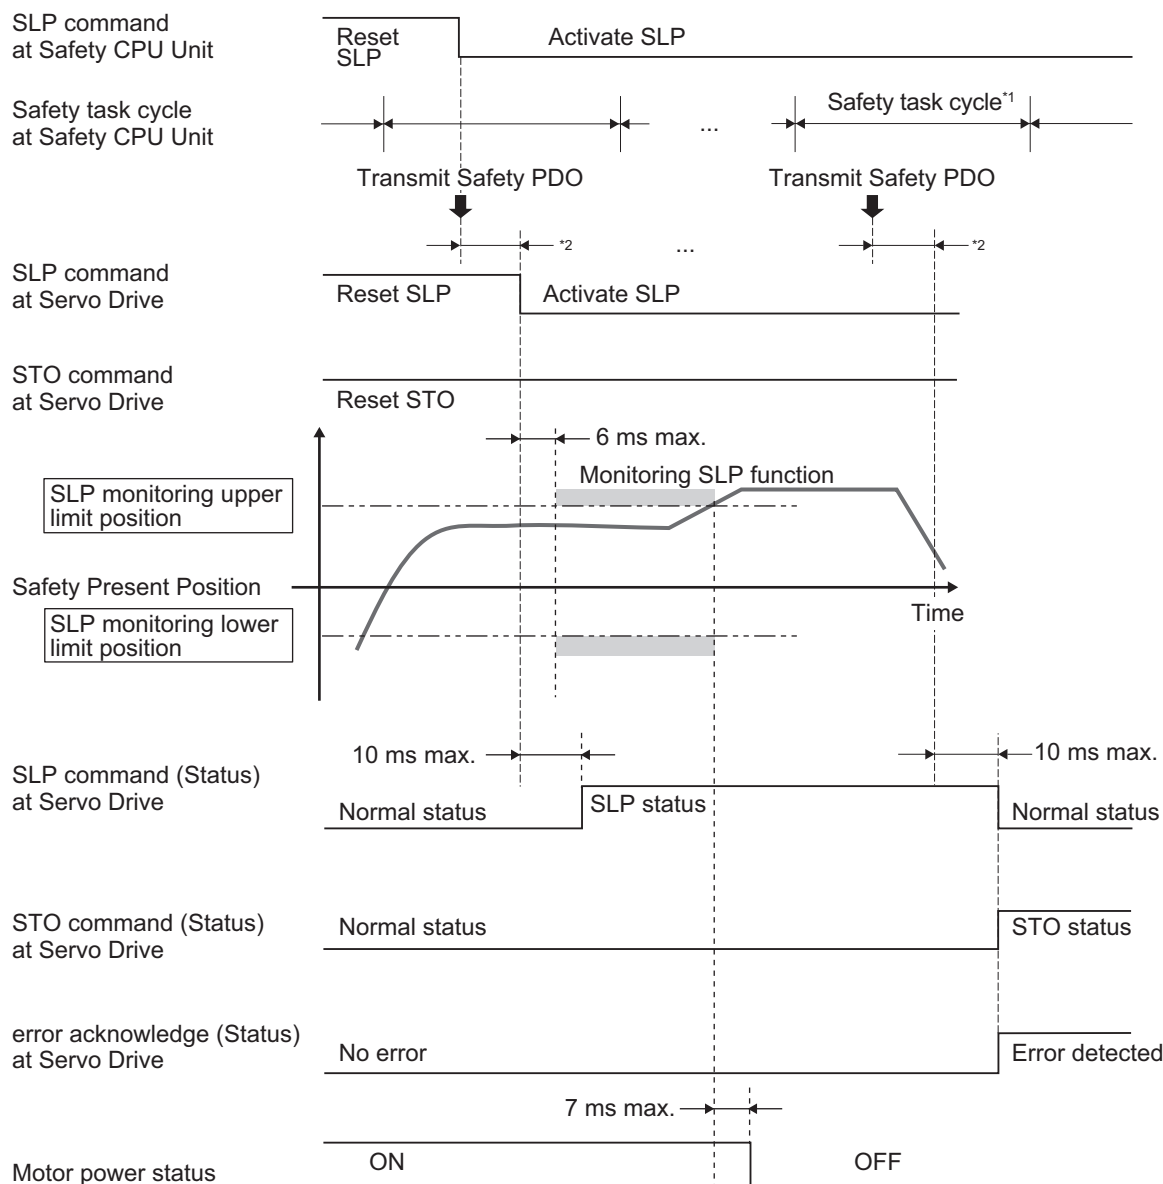 SLP command
at Safety CPU Unit
Reset
SLP
Activate SLP
Safety task cycle
at Safety CPU Unit
...
Safety task cycle*1
Transmit Safety PDO
Transmit Safety PDO
*2
...
*2
SLP command
at Servo Drive
Reset SLP
Activate SLP
STO command
at Servo Drive
Reset STO
6 ms max.
Monitoring SLP function
SLP monitoring upper
limit position
Safety Present Position
Time
SLP monitoring lower
limit position
10 ms max.
10 ms max.
SLP command (Status)
at Servo Drive
Normal status
SLP status
Normal status
STO command (Status)
at Servo Drive
Normal status
STO status
error acknowledge (Status)
at Servo Drive
No error
Error detected
7 ms max.
Motor power status
ON
OFF